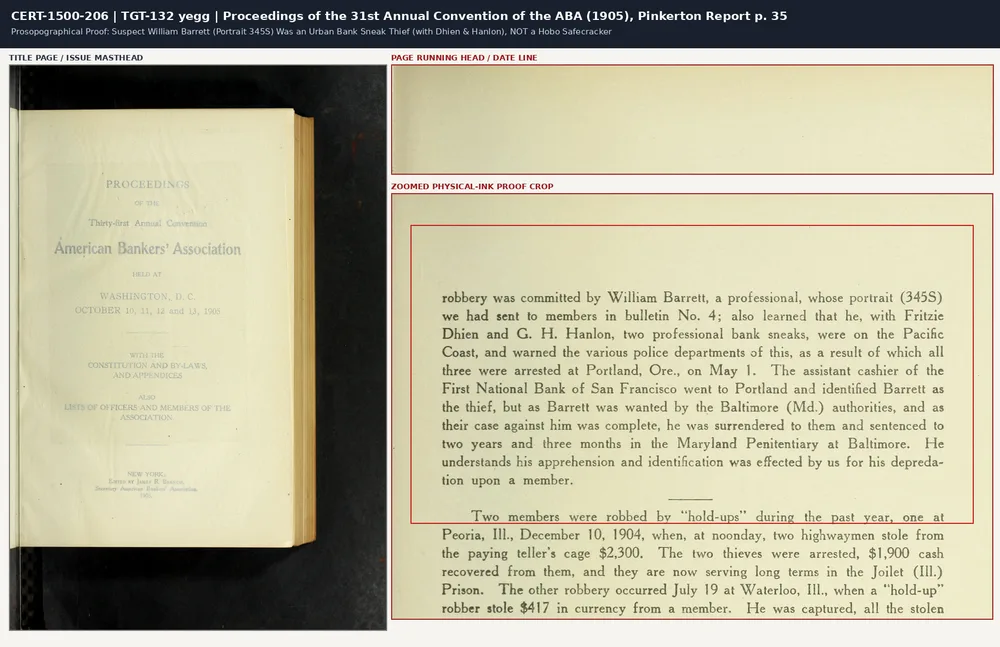 CERT-1500-206 | TGT-132 yegg | Proceedings of the 31st Annual Convention of the ABA (1905), Pinkerton Report p. 35
Prosopographical Proof: Suspect William Barrett (Portrait 345S) Was an Urban Bank Sneak Thief (with Dhien & Hanlon), NOT a Hobo Safecracker
TITLE PAGE / ISSUE MASTHEAD
PROCEEDINGS
OF THE
Thirty-first Annual Convention
American Bankers' Association
HELD AT
WASHINGTON, D. C.
OCTOBER 10, 11, 12 and 13, 1905
WITH THE
CONSTITUTION AND BY-LAWS,
AND APPENDICES
ALSO
LISTS OF OFFICERS AND MEMBERS OF THE
ASSOCIATION
NEW YORK.
Secretary American Bankers' Association.
1905.
PAGE RUNNING HEAD / DATE LINE
ZOOMED PHYSICAL-INK PROOF CROP
robbery was committed by William Barrett, a professional, whose portrait (345S)
we had sent to members in bulletin No. 4; also learned that he, with Fritzie
Dhien and G. H. Hanlon, two professional bank sneaks, were on the Pacific
Coast, and warned the various police departments of this, as a result of which all
three were arrested at Portland, Ore., on May 1. The assistant cashier of the
First National Bank of San Francisco went to Portland and identified Barrett as
the thief, but as Barrett was wanted by the Baltimore (Md.) authorities, and as
their case against him was complete, he was surrendered to them and sentenced to
two years and three months in the Maryland Penitentiary at Baltimore. He
understands his apprehension and identification was effected by us for his depreda-
tion upon a member.
Two members were robbed by "hold-ups" during the past year, one at
Peoria, Ill., December 10, 1904, when, at noonday, two highwaymen stole from
the paying teller's cage $2,300. The two thieves were arrested, $1,900 cash
recovered from them, and they are now serving long terms in the Joilet (Ill.)
Prison. The other robbery occurred July 19 at Waterloo, Ill., when a "hold-up"
robber stole $417 in currency from a member. He was captured, all the stolen